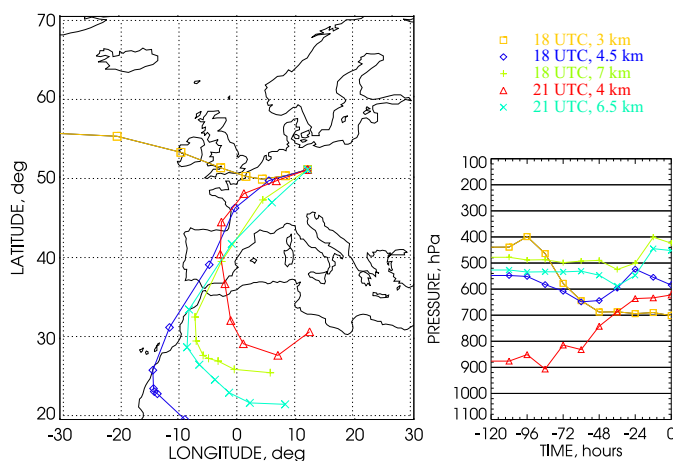 70
60
50
40
30
20
LATITUDE, deg
-30 -20 -10 0 10 20 30
LONGITUDE, deg
18 UTC, 3 km
18 UTC, 4.5 km
18 UTC, 7 km
21 UTC, 4 km
21 UTC, 6.5 km
100
200
300
400
500
600
700
800
900
1000
1100
PRESSURE, hPa
-120 -96 -72 -48 -24 0
TIME, hours